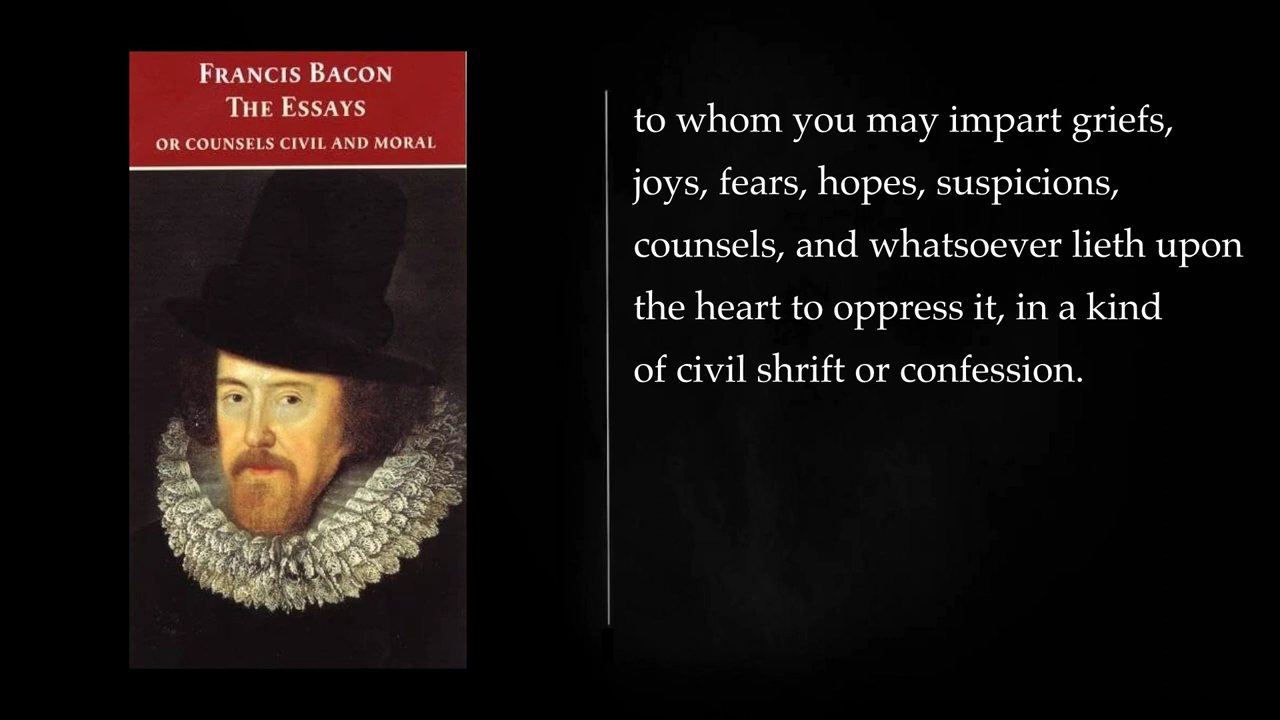 FRANCIS BACON
THE ESSAYS
OR COUNSELS CIVIL AND MORAL
to whom you may impart griefs,
joys, fears, hopes, suspicions,
counsels, and whatsoever lieth upon
the heart to oppress it, in a kind
of civil shrift or confession.